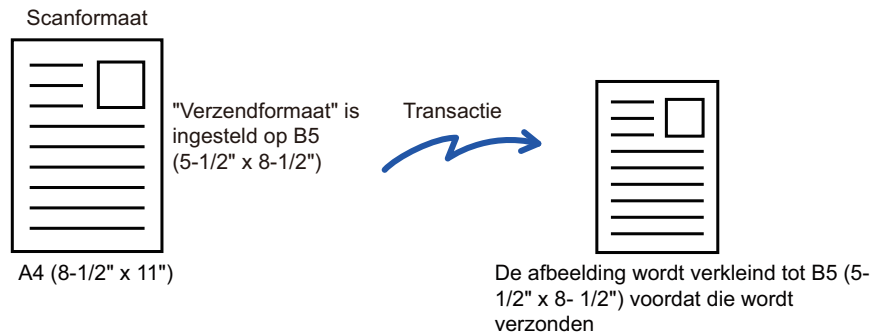 Scanformaat
"Verzendformaat" is
ingesteld op B5
(5-1/2" x 8-1/2")
Transactie
A4 (8-1/2" x 11")
De afbeelding wordt verkleind tot B5 (5-
1/2" x 8- 1/2") voordat die wordt
verzonden